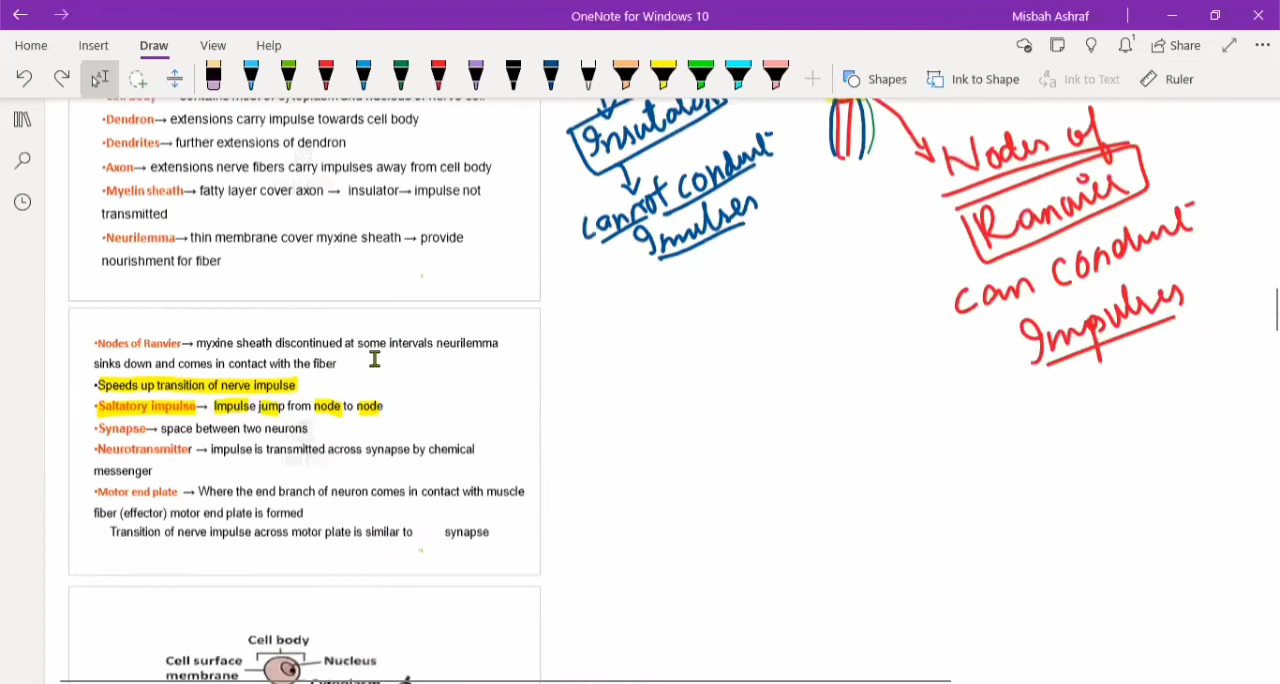 OneNote for Windows 10
Misbah Ashraf
Home Insert Draw View Help
Share
Shapes Ink to Shape Ink to Text Ruler
•Dendron→ extensions carry impulse towards cell body
•Dendrites→ further extensions of dendron
•Axon→ extensions nerve fibers carry impulses away from cell body
•Myelin sheath→ fatty layer cover axon → insulator→ impulse not
transmitted
•Neurilemma→ thin membrane cover myxine sheath → provide
nourishment for fiber
Insulators
cannot conduct
Imulses
Nodes of
Ranvier
can conduct
Impulses
•Nodes of Ranvier→ myxine sheath discontinued at some intervals neurilemma
sinks down and comes in contact with the fiber
•Speeds up transition of nerve impulse
•Saltatory impulse→ Impulse jump from node to node
•Synapse→ space between two neurons
•Neurotransmitter → impulse is transmitted across synapse by chemical
messenger
•Motor end plate → Where the end branch of neuron comes in contact with muscle
fiber (effector) motor end plate is formed
Transition of nerve impulse across motor plate is similar to synapse
Cell body
Cell surface
membrane
Nucleus